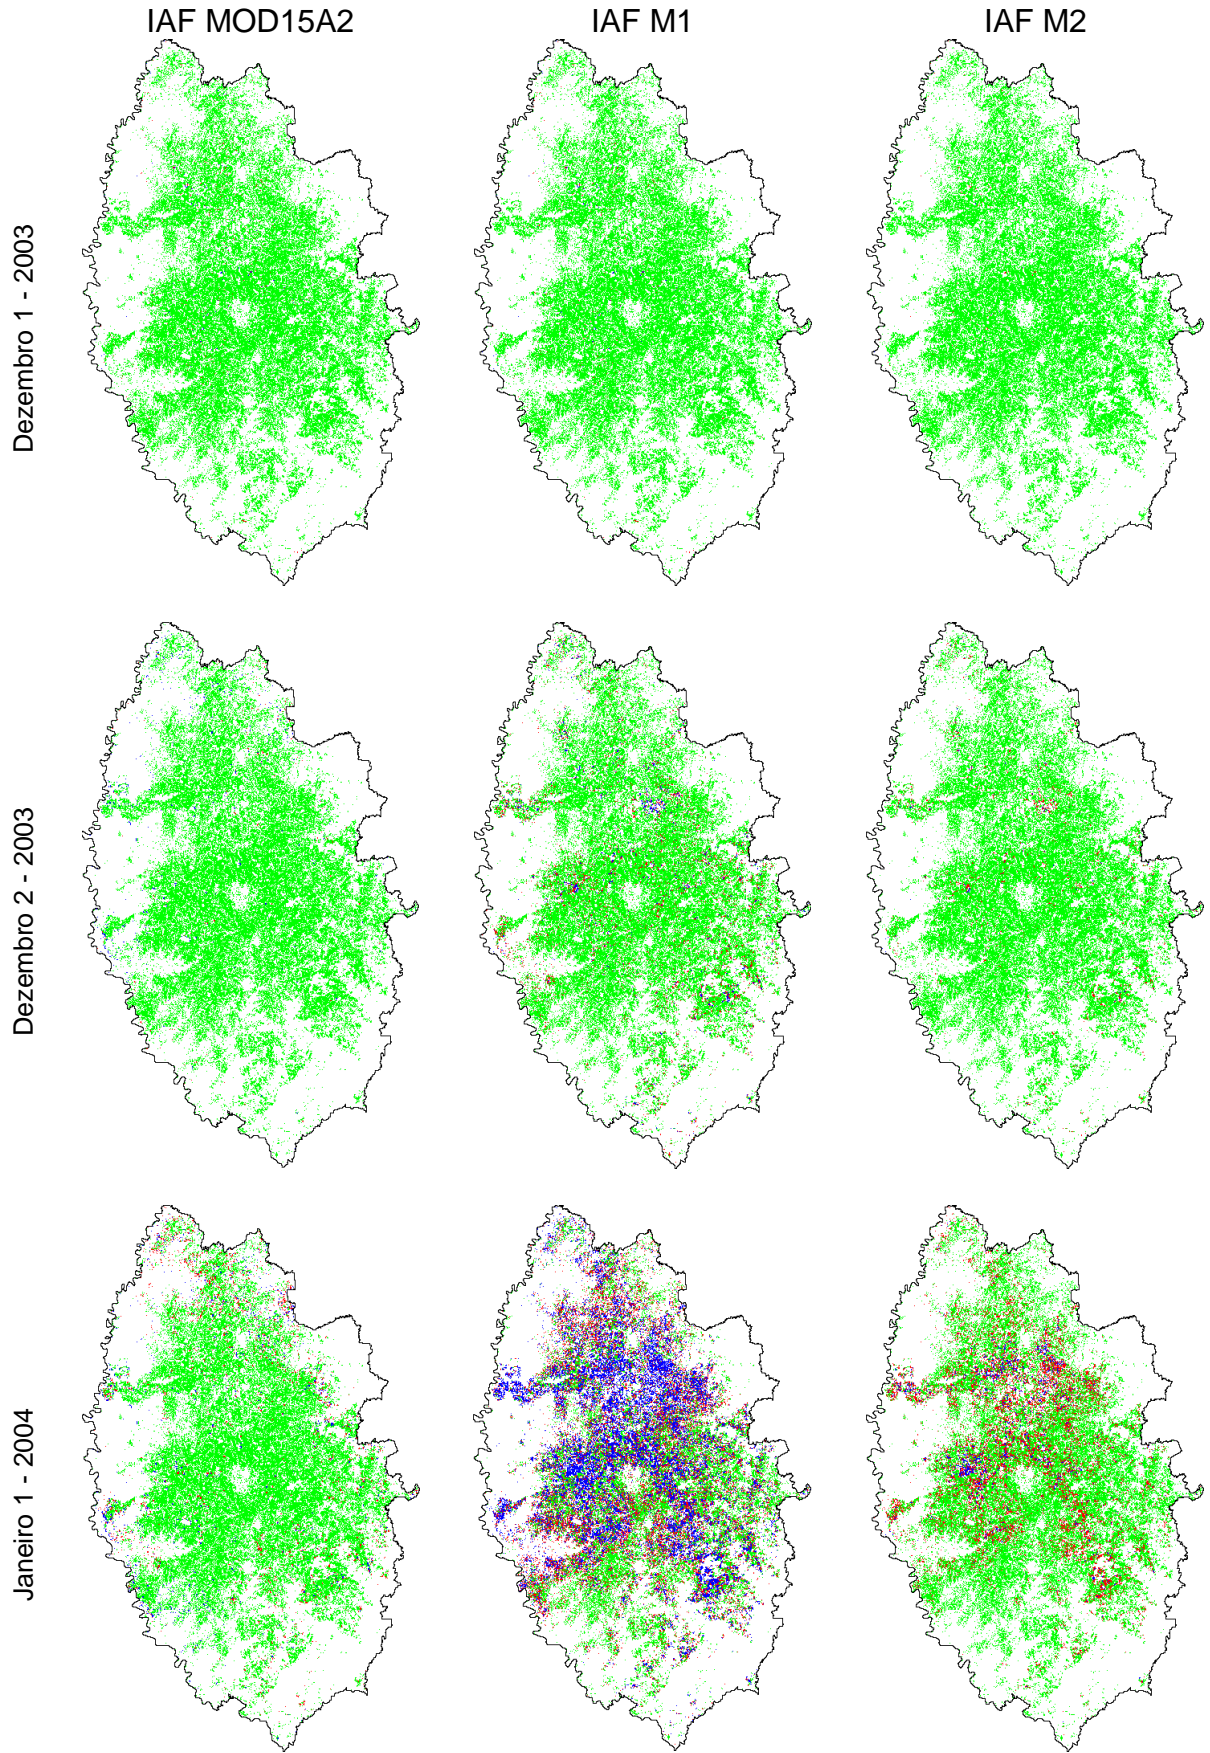 IAF MOD15A2
IAF M1
IAF M2
Dezembro 1 - 2003
Dezembro 2 - 2003
Janeiro 1 - 2004